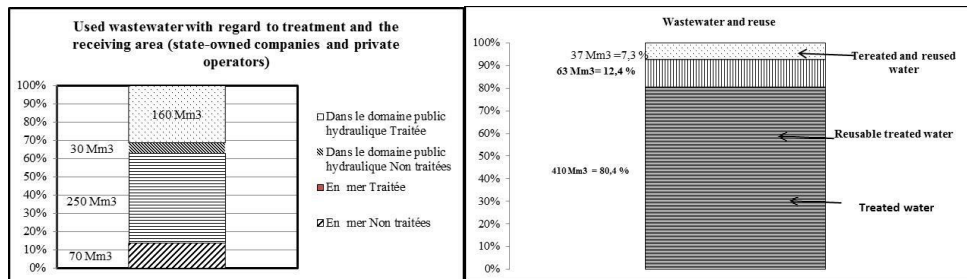 Used wastewater with regard to treatment and the
receiving area (state-owned companies and private
operators)
100%
90%
80%
70%
60%
50%
40%
30%
20%
10%
0%
160 Mm3
30 Mm3
250 Mm3
70 Mm3
Dans le domaine public
hydraulique Traitée
Dans le domaine public
hydraulique Non traitées
En mer Traitée
En mer Non traitées
Wastewater and reuse
100%
90%
80%
70%
60%
50%
40%
30%
20%
10%
0%
37 Mm3 =7,3 %
63 Mm3= 12,4 %
410 Mm3 = 80,4 %
Tereated and reused
water
Reusable treated water
Treated water